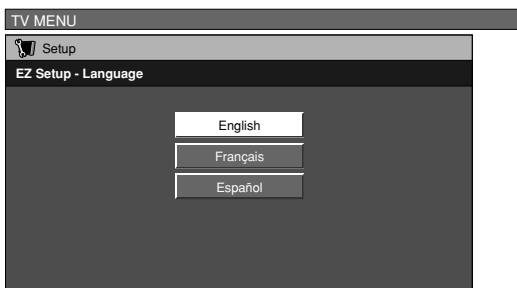 TV MENU
Setup
EZ Setup - Language
English
Français
Español